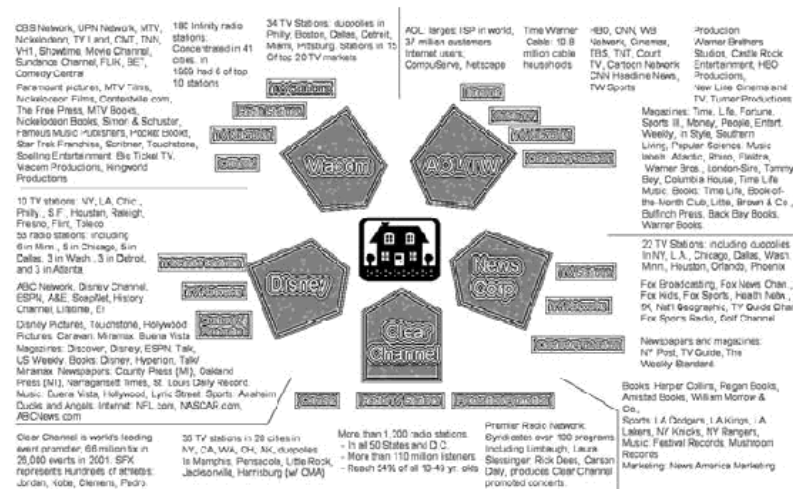 CBS Network, UPN Network, MTV,
Nickelodeon, TV Land, CMT, TNN,
VH1, Showtime, Movie Channel,
Sundance Channel, FLIX, BET,
Comedy Central
Paramount pictures, MTV Films,
Nickelodeon Films, Contentville.com,
The Free Press, MTV Books,
Nickelodeon Books, Simon & Schuster,
Famous Music Publishers, Pocket Books,
Star Trek Franchise, Scribner, Touchstone,
Spelling Entertainment, Big Ticket TV,
Viacom Productions, Kingworld
Productions
180 Infinity radio
stations:
Concentrated in 41
cities. In
1999 had 6 of top
10 stations
34 TV Stations: duopolies in
Philly, Boston, Dallas, Detroit,
Miami, Pittsburg. Stations in 15
Of top 20 TV markets
AOL: largest ISP in world,
37 million customers
Internet users,
CompuServe, Netscape
Time Warner
Cable: 10.8
million cable
households
HBO, CNN, WB
Network, Cinemax,
TBS, TNT, Court
TV, Cartoon Network
CNN Headline News,
TW Sports
Production
Warner Brothers
Studios, Castle Rock
Entertainment, HBO
Productions,
New Line Cinema and
TV, Turner Productions
Magazines: Time, Life, Fortune,
Sports Ill., Money, People, Entert.
Weekly, In Style, Southern
Living, Popular Science. Music
labels: Atlantic, Rhino, Elektra,
Warner Bros., London-Sire, Tommy
Boy, Columbia House, Time Life
Music. Books: Time Life, Book-of-
the-Month Club, Little, Brown & Co.,
Bulfinch Press, Back Bay Books,
Warner Books
Viacom
AOL/TW
10 TV stations: NY, LA, Chic.,
Philly., S.F., Houston, Raleigh,
Fresno, Flint, Toledo
53 radio stations: including
6 in Minn., 5 in Chicago, 5 in
Dallas, 3 in Wash., 3 in Detroit,
and 3 in Atlanta
ABC Network, Disney Channel,
ESPN, A&E, SoapNet, History
Channel, Lifetime, E!
Disney Pictures, Touchstone, Hollywood
Pictures, Caravan, Miramax, Buena Vista
Magazines: Discover, Disney, ESPN, Talk,
US Weekly. Books: Disney, Hyperion, Talk/
Miramax. Newspapers: County Press (MI), Oakland
Press (MI), Narragansett Times, St. Louis Daily Record.
Music: Buena Vista, Hollywood, Lyric Street. Sports: Anaheim
Ducks and Angels. Internet: NFL.com, NASCAR.com,
ABCNews.com
Disney
News
Corp
Clear
Channel
22 TV Stations: including duopolies
In NY, L.A., Chicago, Dallas, Wash.
Minn., Houston, Orlando, Phoenix
Fox Broadcasting, Fox News Chan.,
Fox Kids, Fox Sports, Health Netw.,
Nat'l Geographic, TV Guide Chan
Fox Sports Radio, Golf Channel
Newspapers and magazines:
NY Post, TV Guide, The
Weekly Standard
Books: Harper Collins, Regan Books,
Amistad Books, William Morrow &
Co.,
Sports: LA Dodgers, LA Kings, LA
Lakers, NY Knicks, NY Rangers,
Music: Festival Records, Mushroom
Records
Marketing: News America Marketing
Clear Channel is world's leading
event promoter, 66 million tix in
26,000 events in 2001. SFX
represents hundreds of athletes:
Jordan, Kobe, Clemens, Pedro.
36 TV stations in 28 cities in
NY, CA, WA, OH, AK, duopolies
In Memphis, Pensacola, Little Rock,
Jacksonville, Harrisburg (w/ CMA)
More than 1,200 radio stations
- In all 50 States and D.C.
- More than 110 million listeners
- Reach 54% of all 18-49 yr. olds
Premier Radio Network:
Syndicates over 100 programs
Including Limbaugh, Laura
Slessinger, Rick Dees, Carson
Daly, produces Clear Channel
promoted concerts.